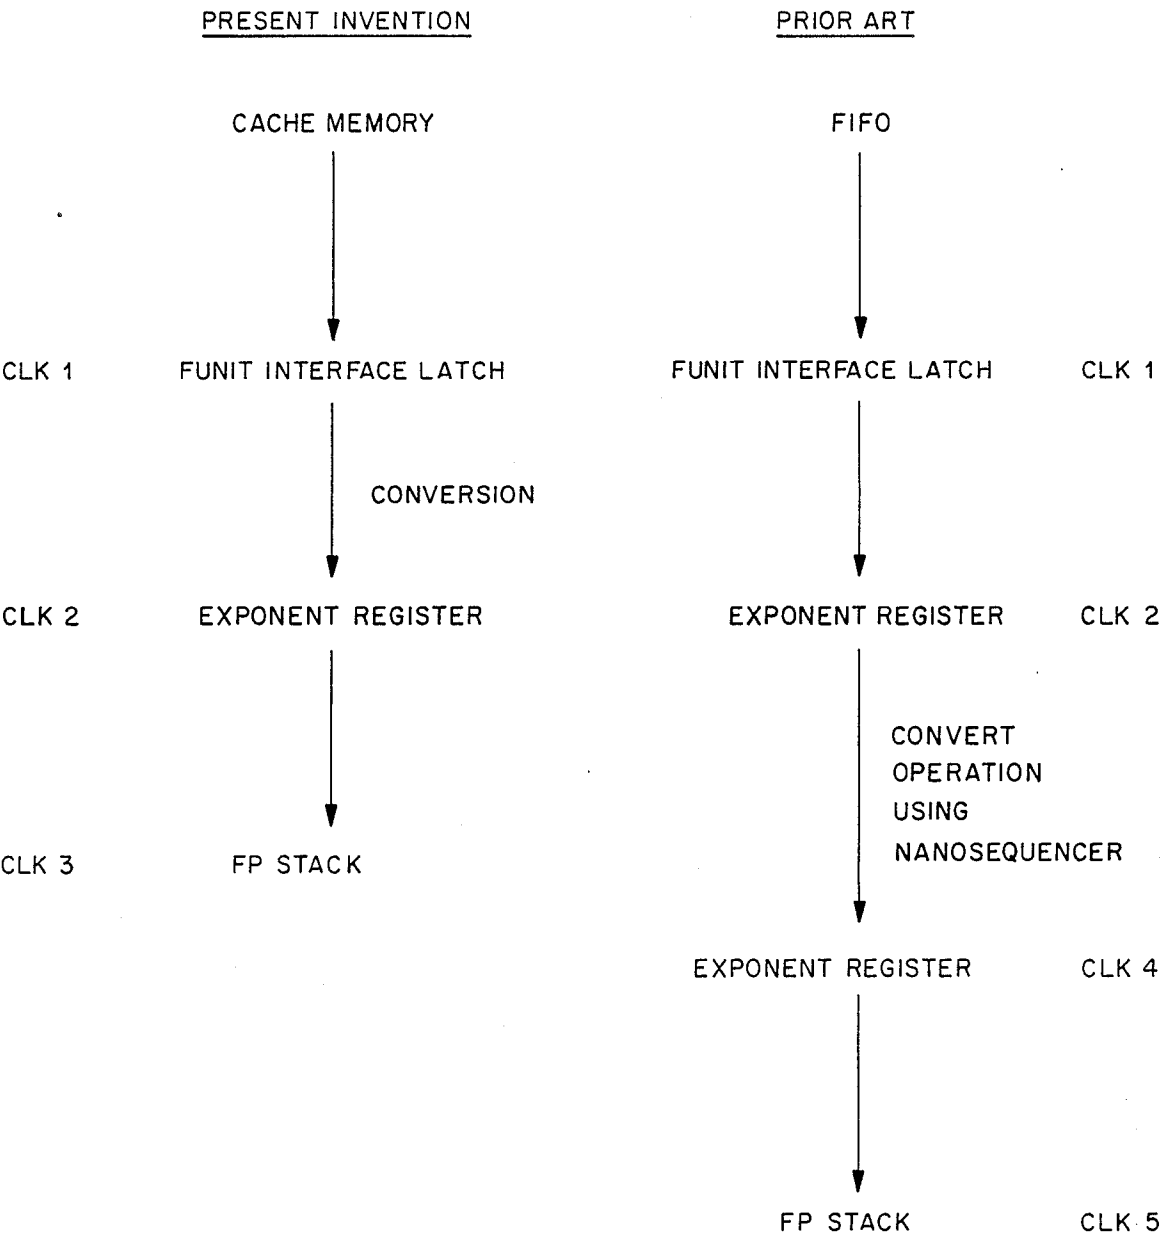 PRESENT INVENTION
CACHE MEMORY
CLK 1 FUNIT INTERFACE LATCH
CONVERSION
CLK 2 EXPONENT REGISTER
CLK 3 FP STACK
PRIOR ART
FIFO
FUNIT INTERFACE LATCH CLK 1
EXPONENT REGISTER CLK 2
CONVERT
OPERATION
USING
NANOSEQUENCER
EXPONENT REGISTER CLK 4
FP STACK CLK 5